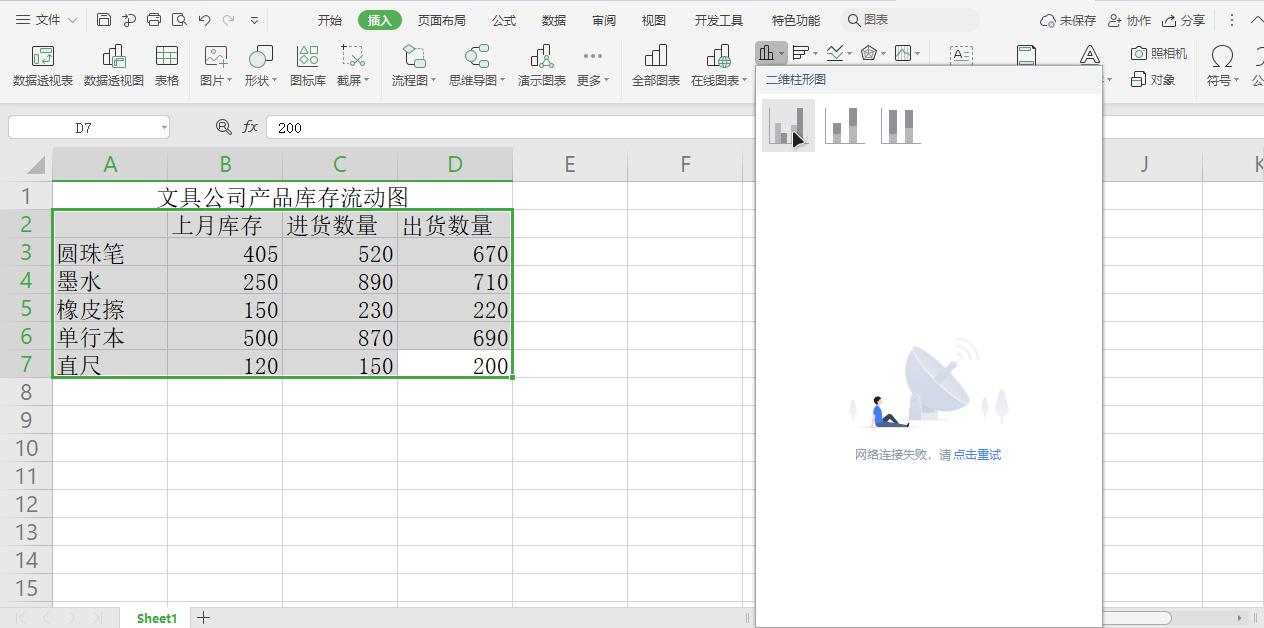 文件 开始 插入 页面布局 公式 数据 审阅 视图 开发工具 特色功能 图表 未保存 协作 分享
数据透视表 数据透视图 表格 图片 形状 图标库 截屏 流程图 思维导图 演示图表 更多 全部图表 在线图表 照相机 对象 符号
二维柱形图
D7 fx 200
A B C D E F J K
1 文具公司产品库存流动图
2 上月库存 进货数量 出货数量
3 圆珠笔 405 520 670
4 墨水 250 890 710
5 橡皮擦 150 230 220
6 单行本 500 870 690
7 直尺 120 150 200
8
9
10
11
12
13
14
15
网络连接失败，请 点击重试
Sheet1